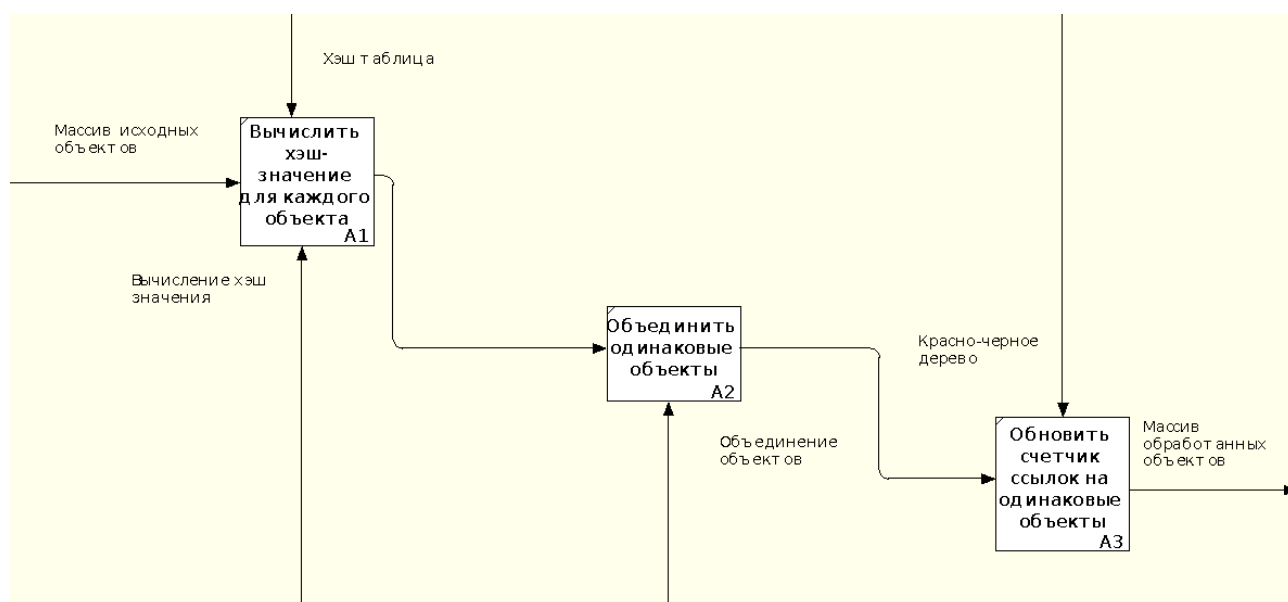 Хэш таблица
Массив исходных
объектов
Вычислить
хэш-
значение
для каждого
объекта
A1
Вычисление хэш
значения
Объединить
одинаковые
объекты
A2
Красно-черное
дерево
Объединение
объектов
Обновить
счетчик
ссылок на
одинаковые
объекты
A3
Массив
обработанных
объектов